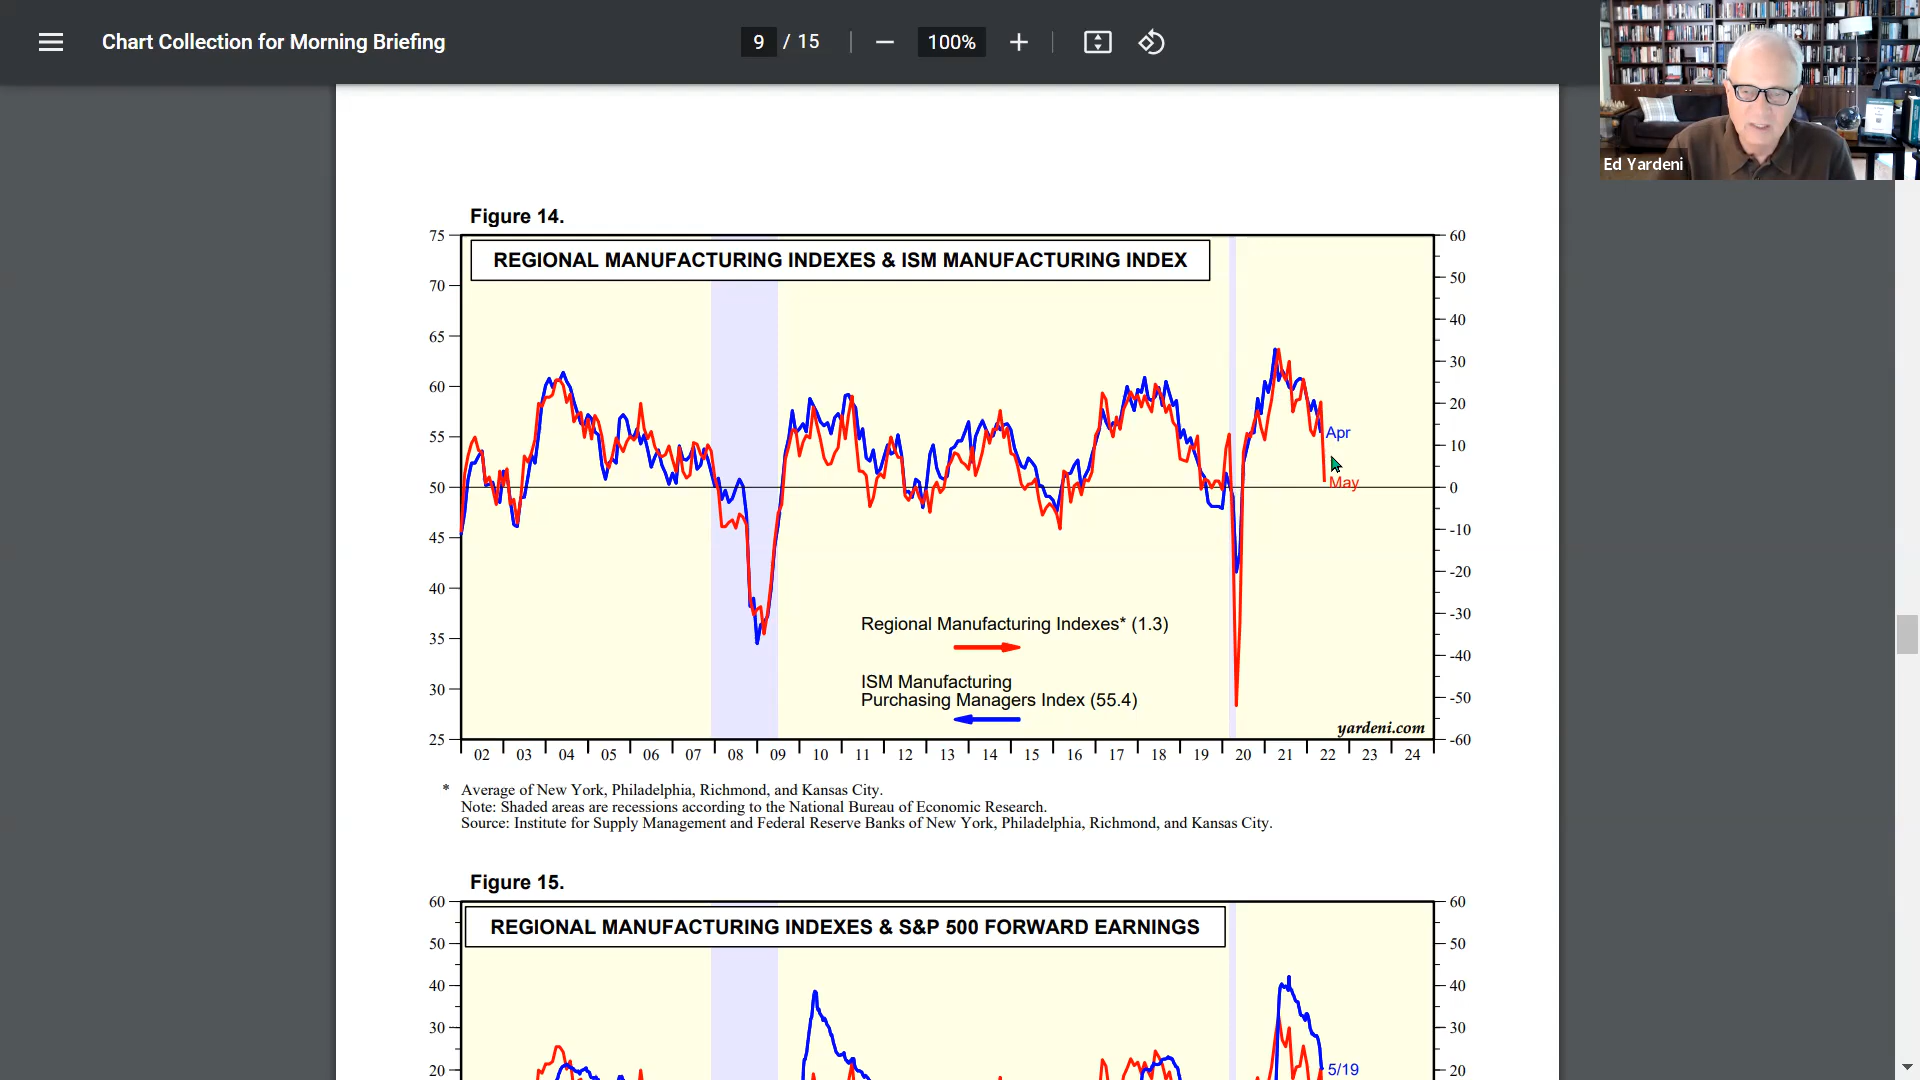 Chart Collection for Morning Briefing
9 / 15
100%
Ed Yardeni
Figure 14.
REGIONAL MANUFACTURING INDEXES & ISM MANUFACTURING INDEX
75
70
65
60
55
50
45
40
35
30
25
60
50
40
30
20
10
0
-10
-20
-30
-40
-50
-60
Apr
May
Regional Manufacturing Indexes* (1.3)
ISM Manufacturing
Purchasing Managers Index (55.4)
yardeni.com
02 03 04 05 06 07 08 09 10 11 12 13 14 15 16 17 18 19 20 21 22 23 24
* Average of New York, Philadelphia, Richmond, and Kansas City.
Note: Shaded areas are recessions according to the National Bureau of Economic Research.
Source: Institute for Supply Management and Federal Reserve Banks of New York, Philadelphia, Richmond, and Kansas City.
Figure 15.
REGIONAL MANUFACTURING INDEXES & S&P 500 FORWARD EARNINGS
60
50
40
30
20
60
50
40
30
20
5/19